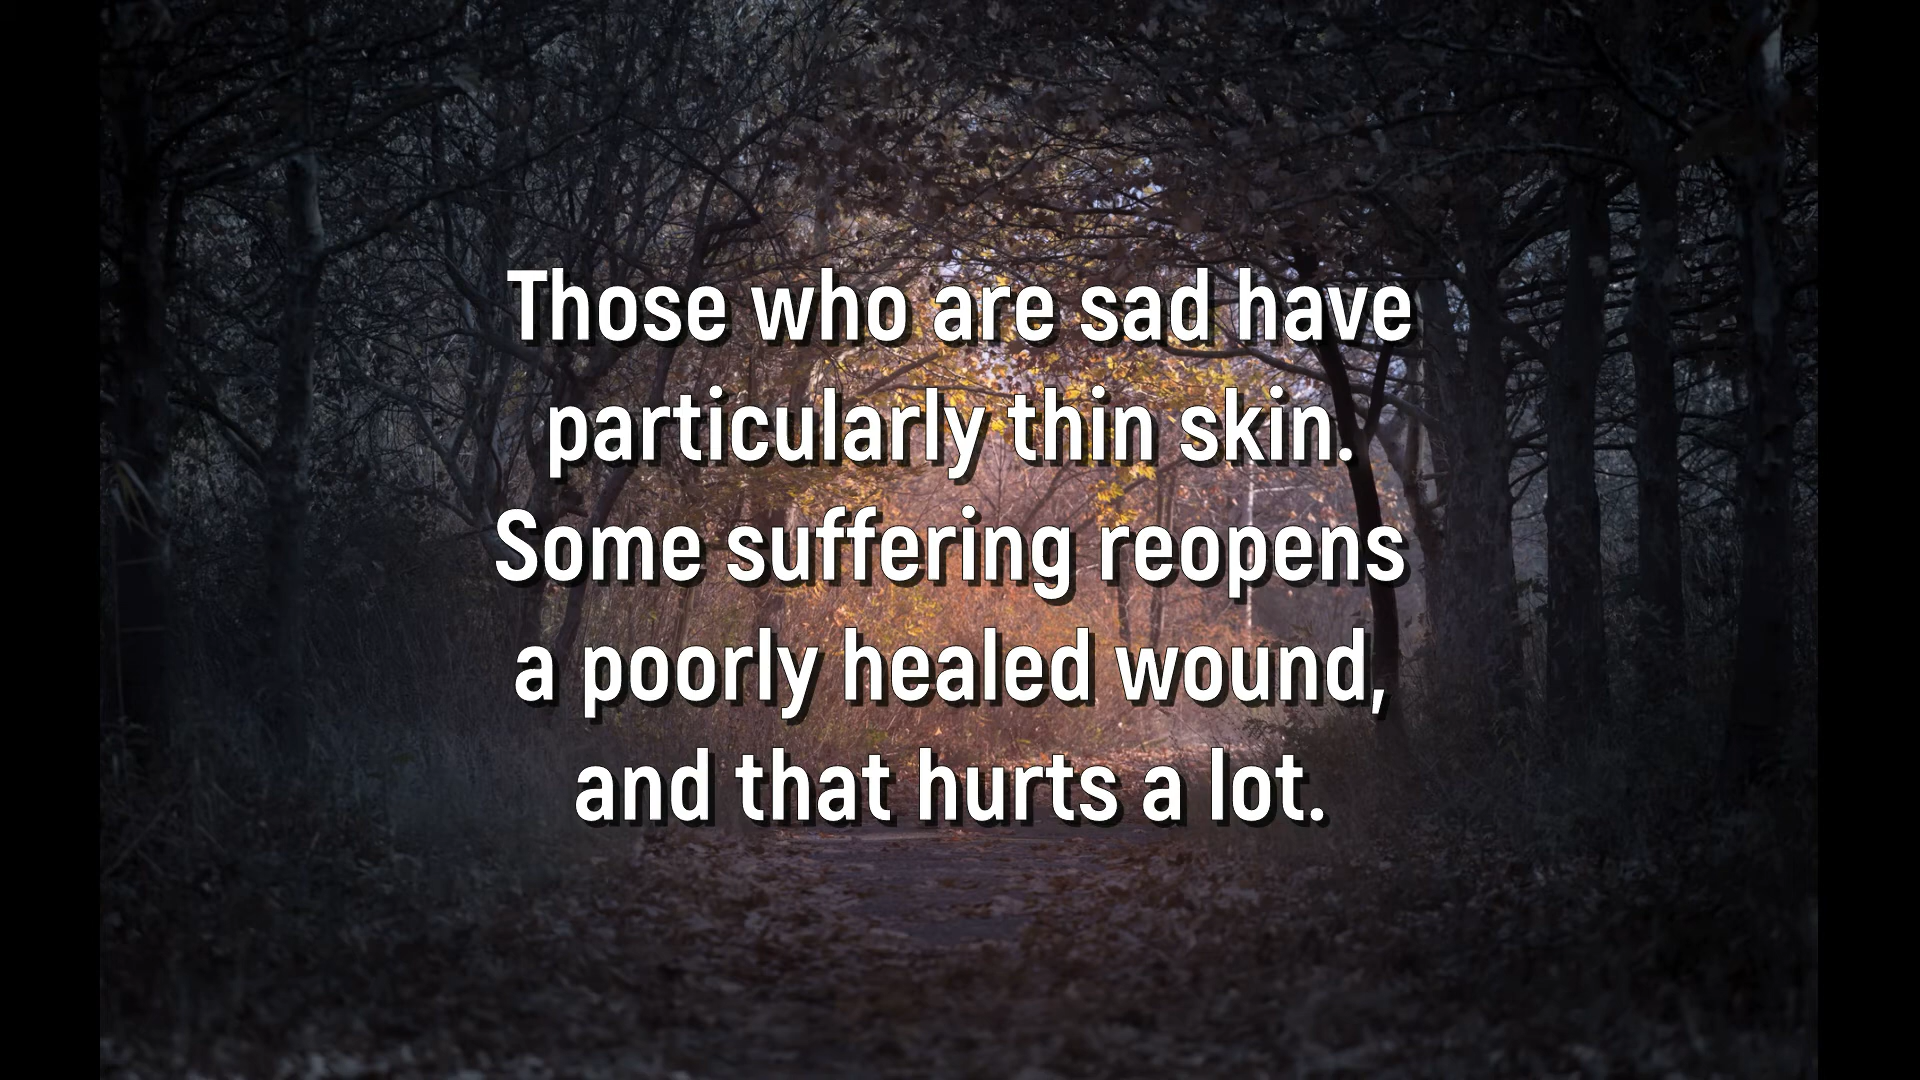 Those who are sad have
particularly thin skin.
Some suffering reopens
a poorly healed wound,
and that hurts a lot.